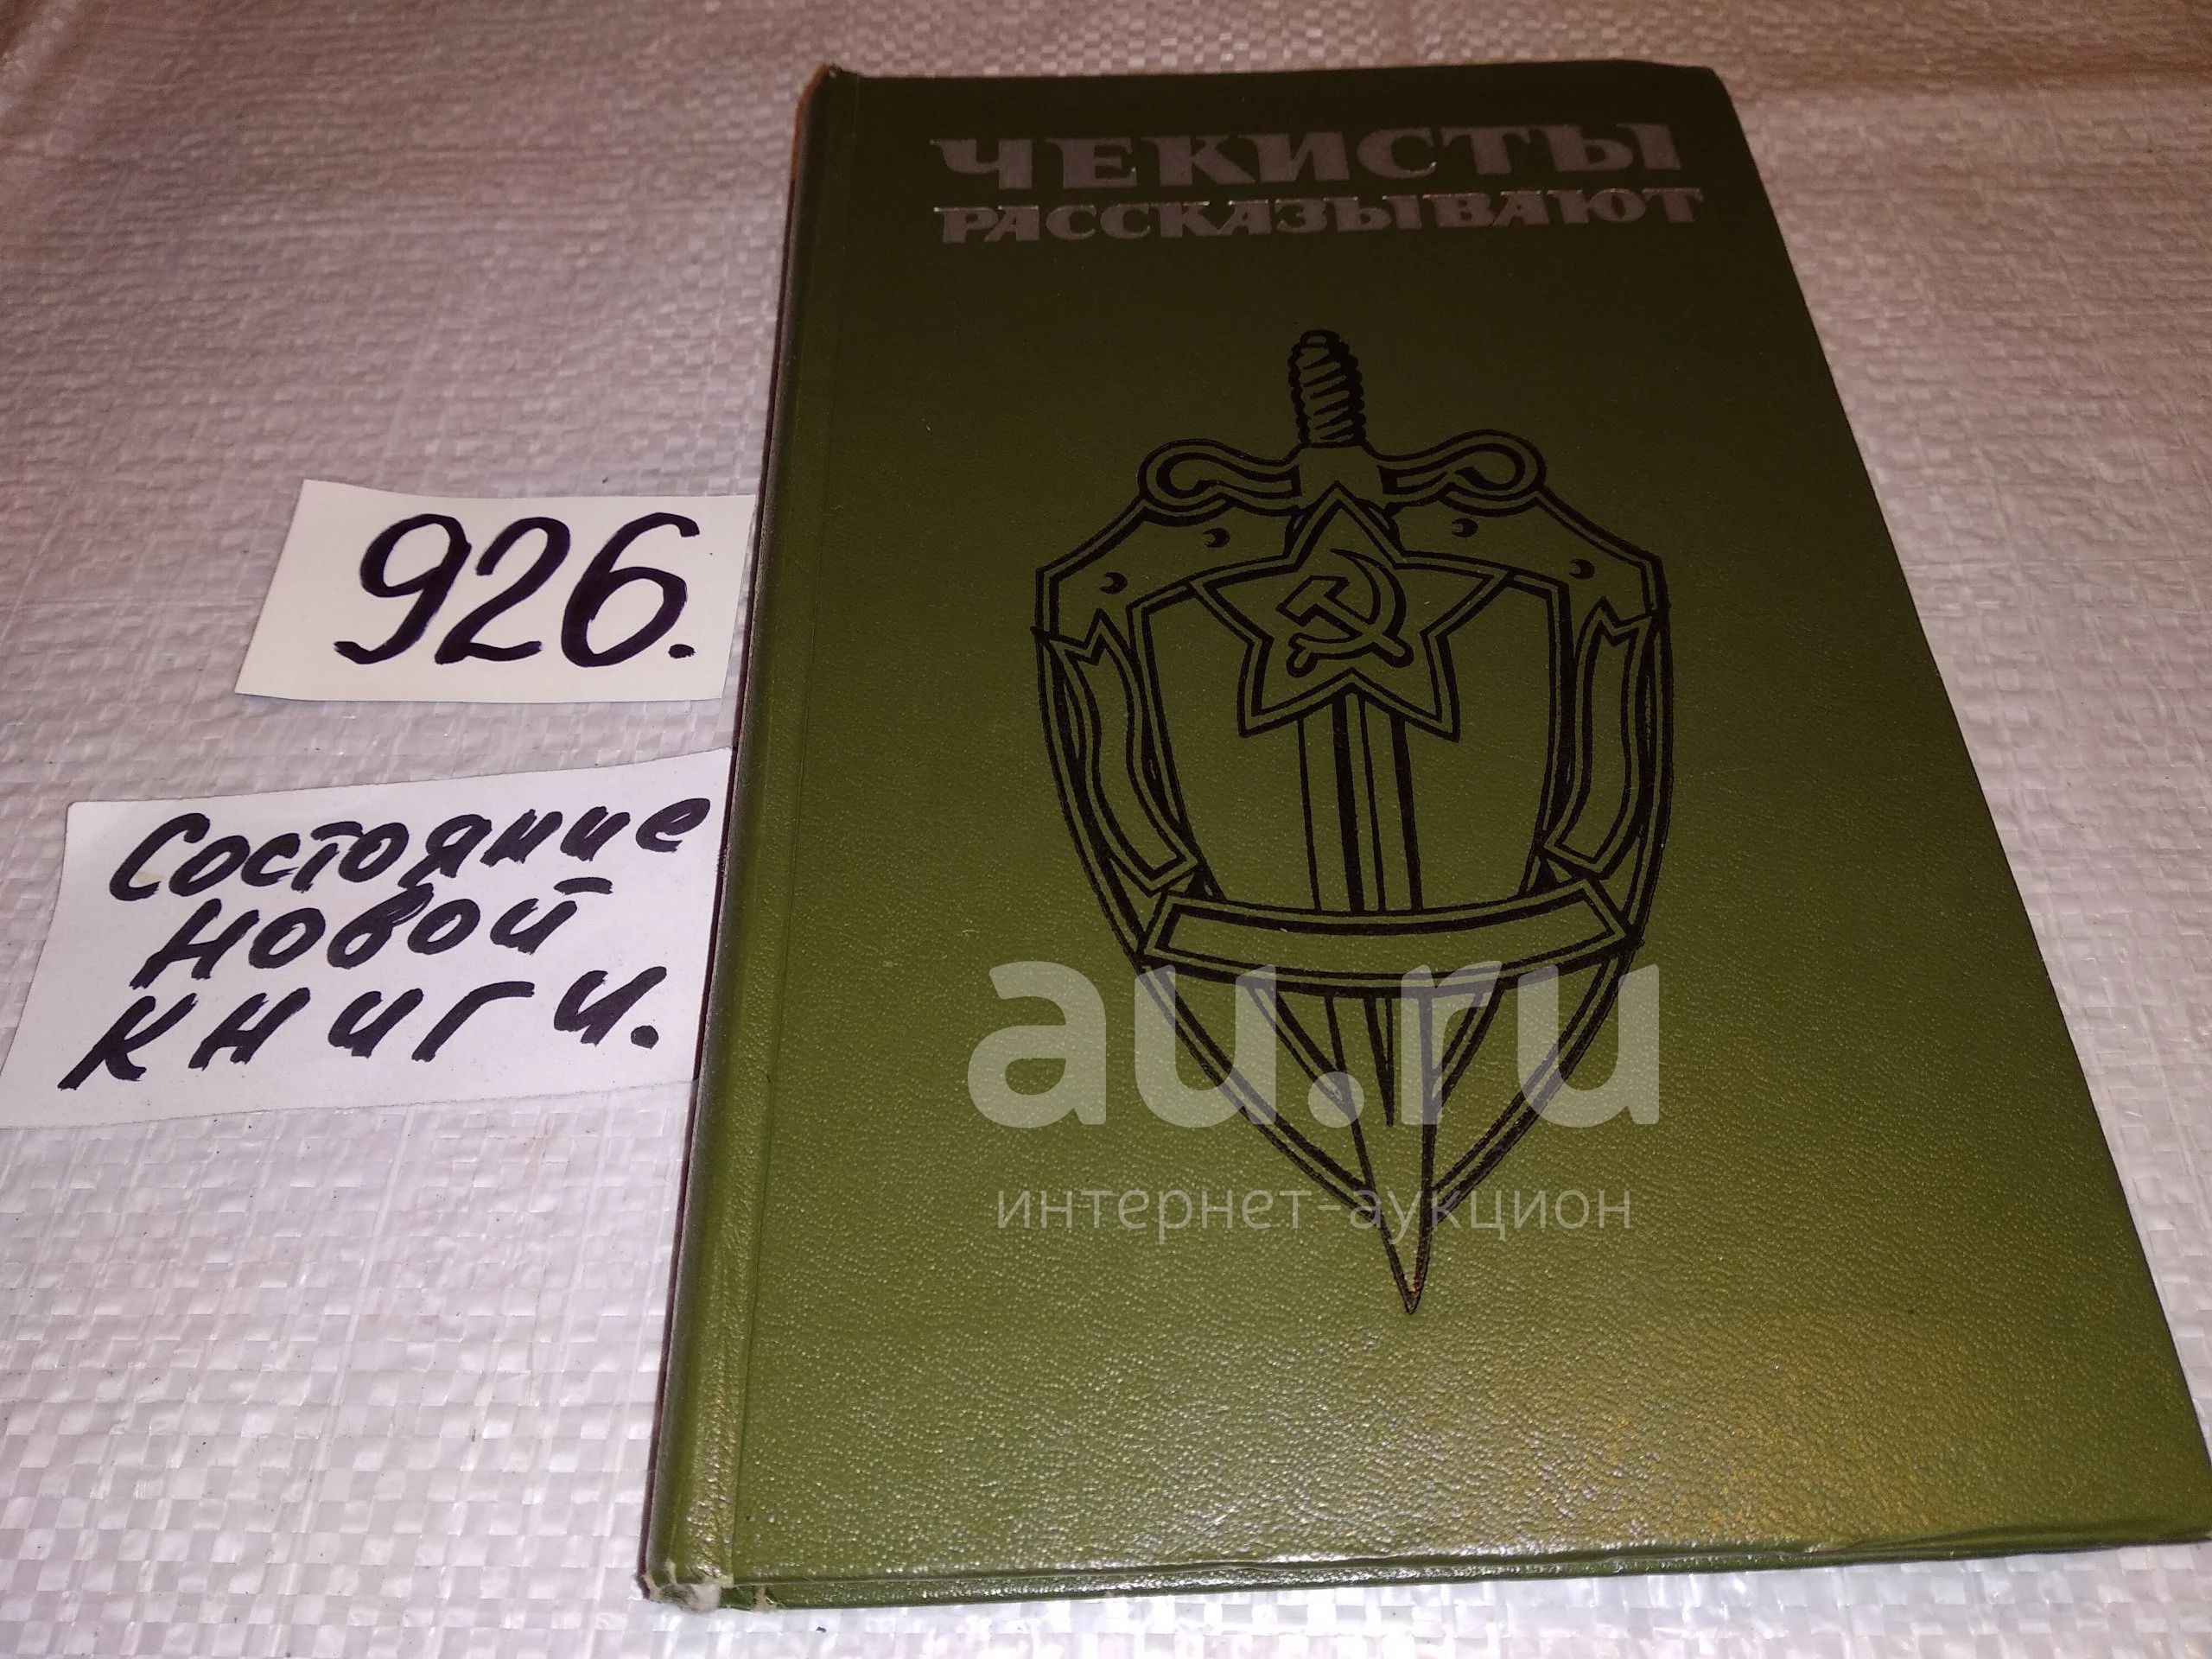 ЧЕКИСТЫ
РАССКАЗЫВАЮТ
926.
Состояние
новой
книги.
au.ru
интернет-аукцион